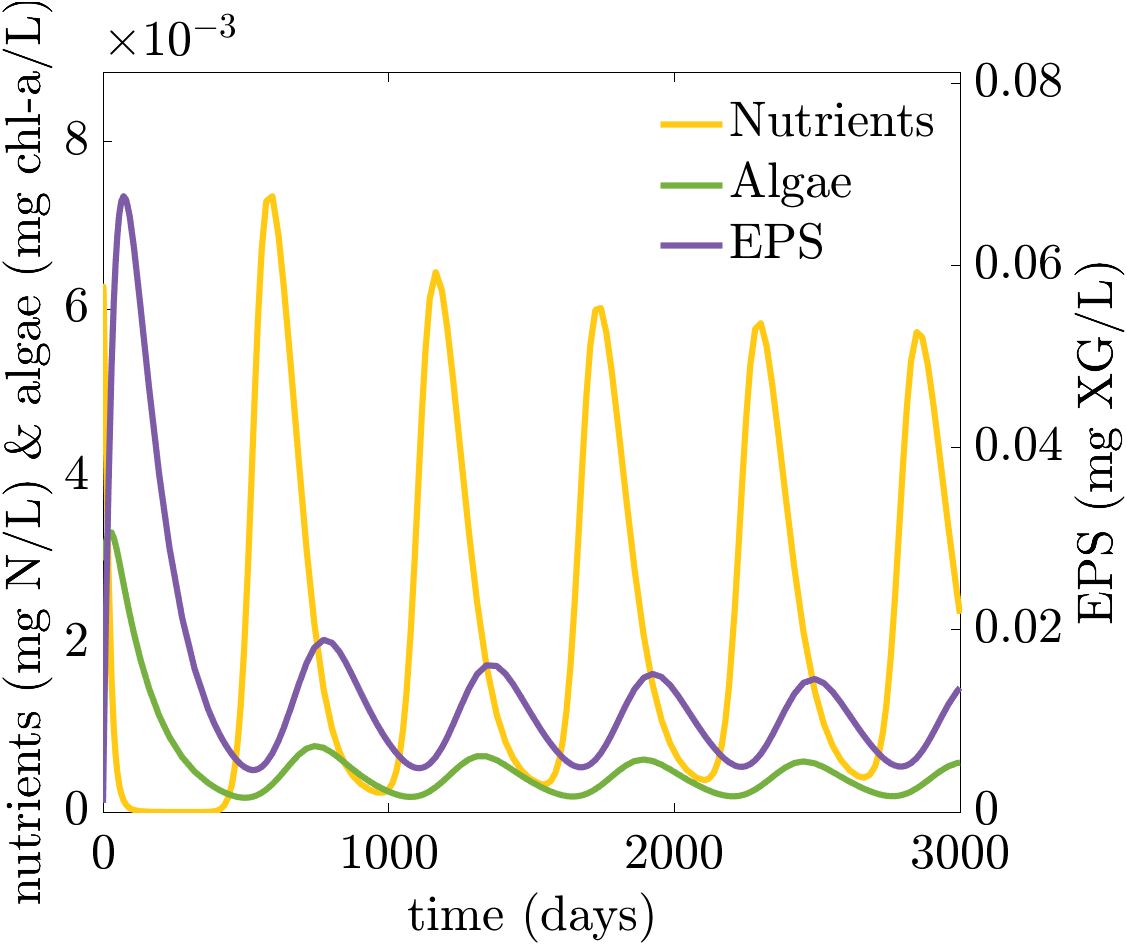 ×10⁻³
nutrients (mg N/L) & algae (mg chl-a/L)
8
6
4
2
0
Nutrients
Algae
EPS
0.08
0.06
0.04
0.02
0
EPS (mg XG/L)
0 1000 2000 3000
time (days)